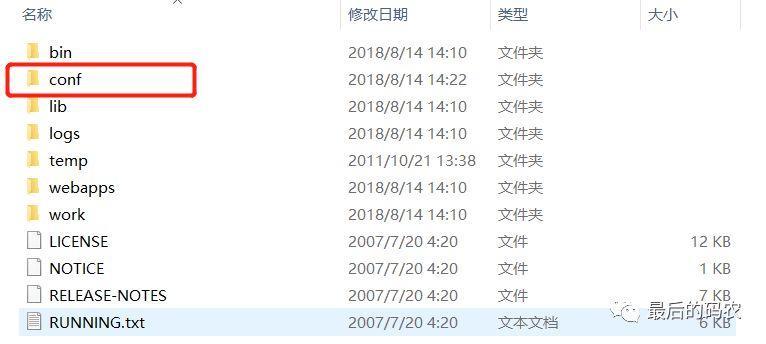 名称 修改日期 类型 大小
bin 2018/8/14 14:10 文件夹
conf 2018/8/14 14:22 文件夹
lib 2018/8/14 14:10 文件夹
logs 2018/8/14 14:10 文件夹
temp 2011/10/21 13:38 文件夹
webapps 2018/8/14 14:10 文件夹
work 2018/8/14 14:10 文件夹
LICENSE 2007/7/20 4:20 文件 12 KB
NOTICE 2007/7/20 4:20 文件 1 KB
RELEASE-NOTES 2007/7/20 4:20 文件 7 KB
RUNNING.txt 2007/7/20 4:20 文本文档 6 KB
最后的码农